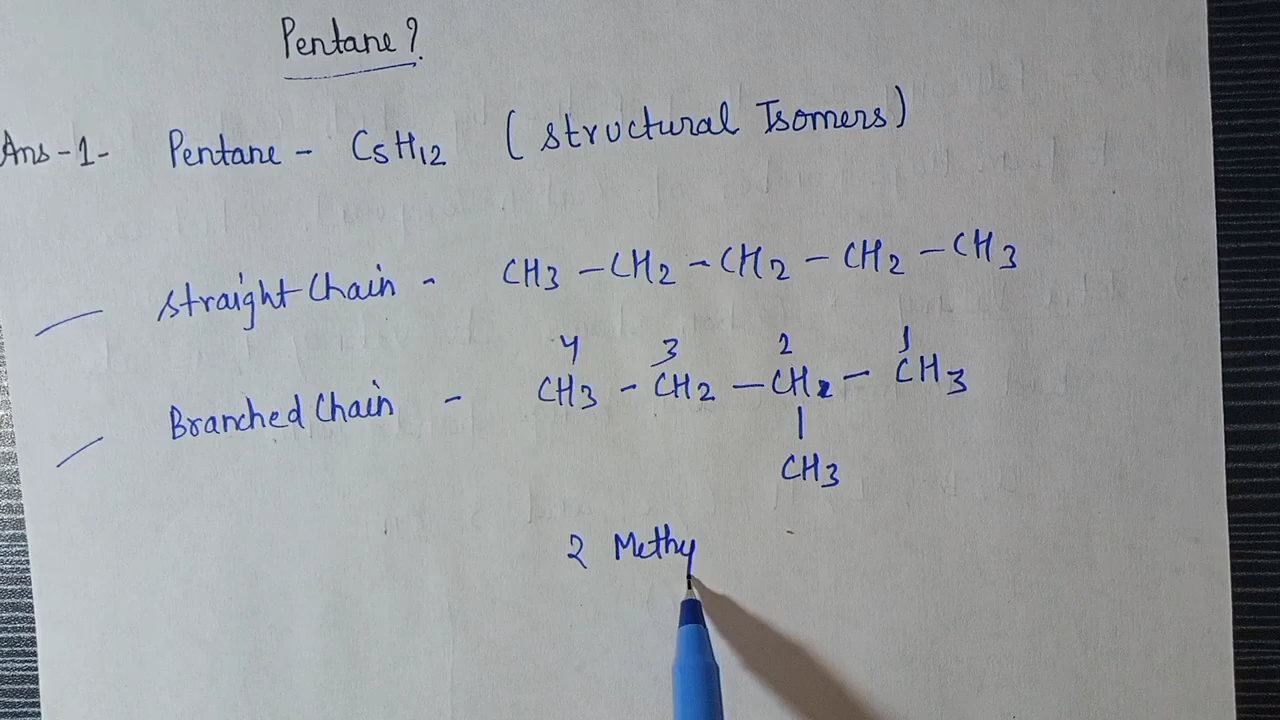 Pentane?
Ans-1- Pentane - C5H12 (Structural Isomers)
Straight Chain - CH3 - CH2 - CH2 - CH2 - CH3
4 3 2 1
Branched Chain - CH3 - CH2 - CH2 - CH3
|
CH3
2 Methy